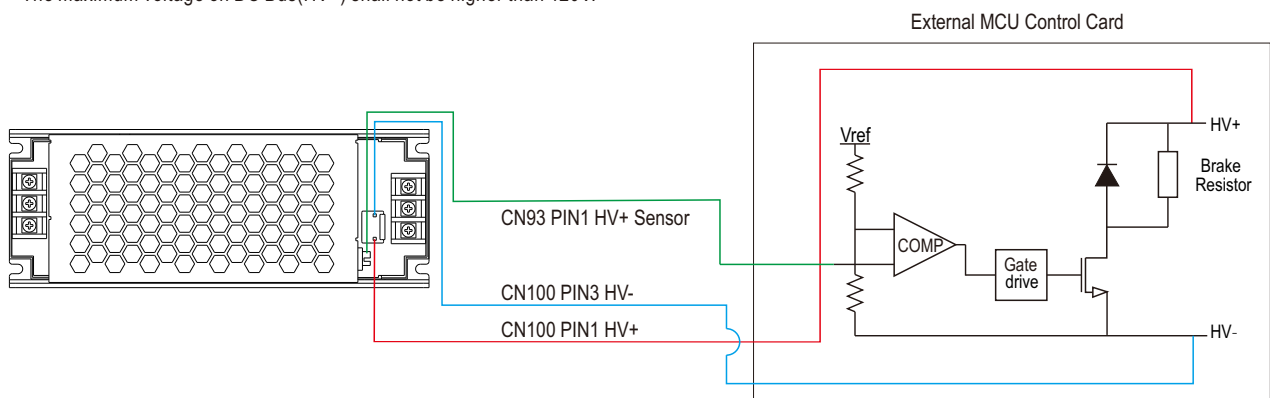 External MCU Control Card
HV+
Vref
Brake
Resistor
CN93 PIN1 HV+ Sensor
COMP
Gate
drive
CN100 PIN3 HV-
CN100 PIN1 HV+
HV-